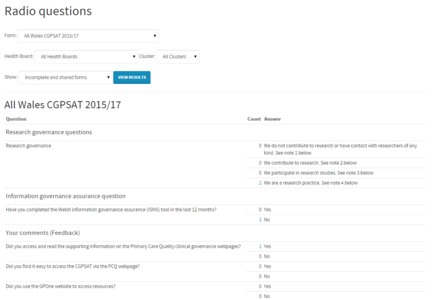 Radio questions
Form: All Wales CGPSAT 2016/17
Health Board: All Health Boards Cluster: All Clusters
Show: Incomplete and shared forms VIEW RESULTS
All Wales CGPSAT 2015/17
Question Count Answer
Research governance questions
Research governance 0 We do not contribute to research or have contact with researchers of any
kind. See note 1 below
0 We contribute to research. See note 2 below
0 We participate in research studies. See note 3 below
2 We are a research practice. See note 4 below
Information governance assurance question
Have you completed the Welsh information governance assurance (ISMS) tool in the last 12 months? 0 Yes
2 No
Your comments (Feedback)
Did you access and read the supporting information on the Primary Care Quality clinical governance webpages? 1 Yes
0 No
Did you find it easy to access the CGPSAT via the PCQ webpage? 0 Yes
0 No
Did you use the GPOne website to access resources? 0 Yes
0 No